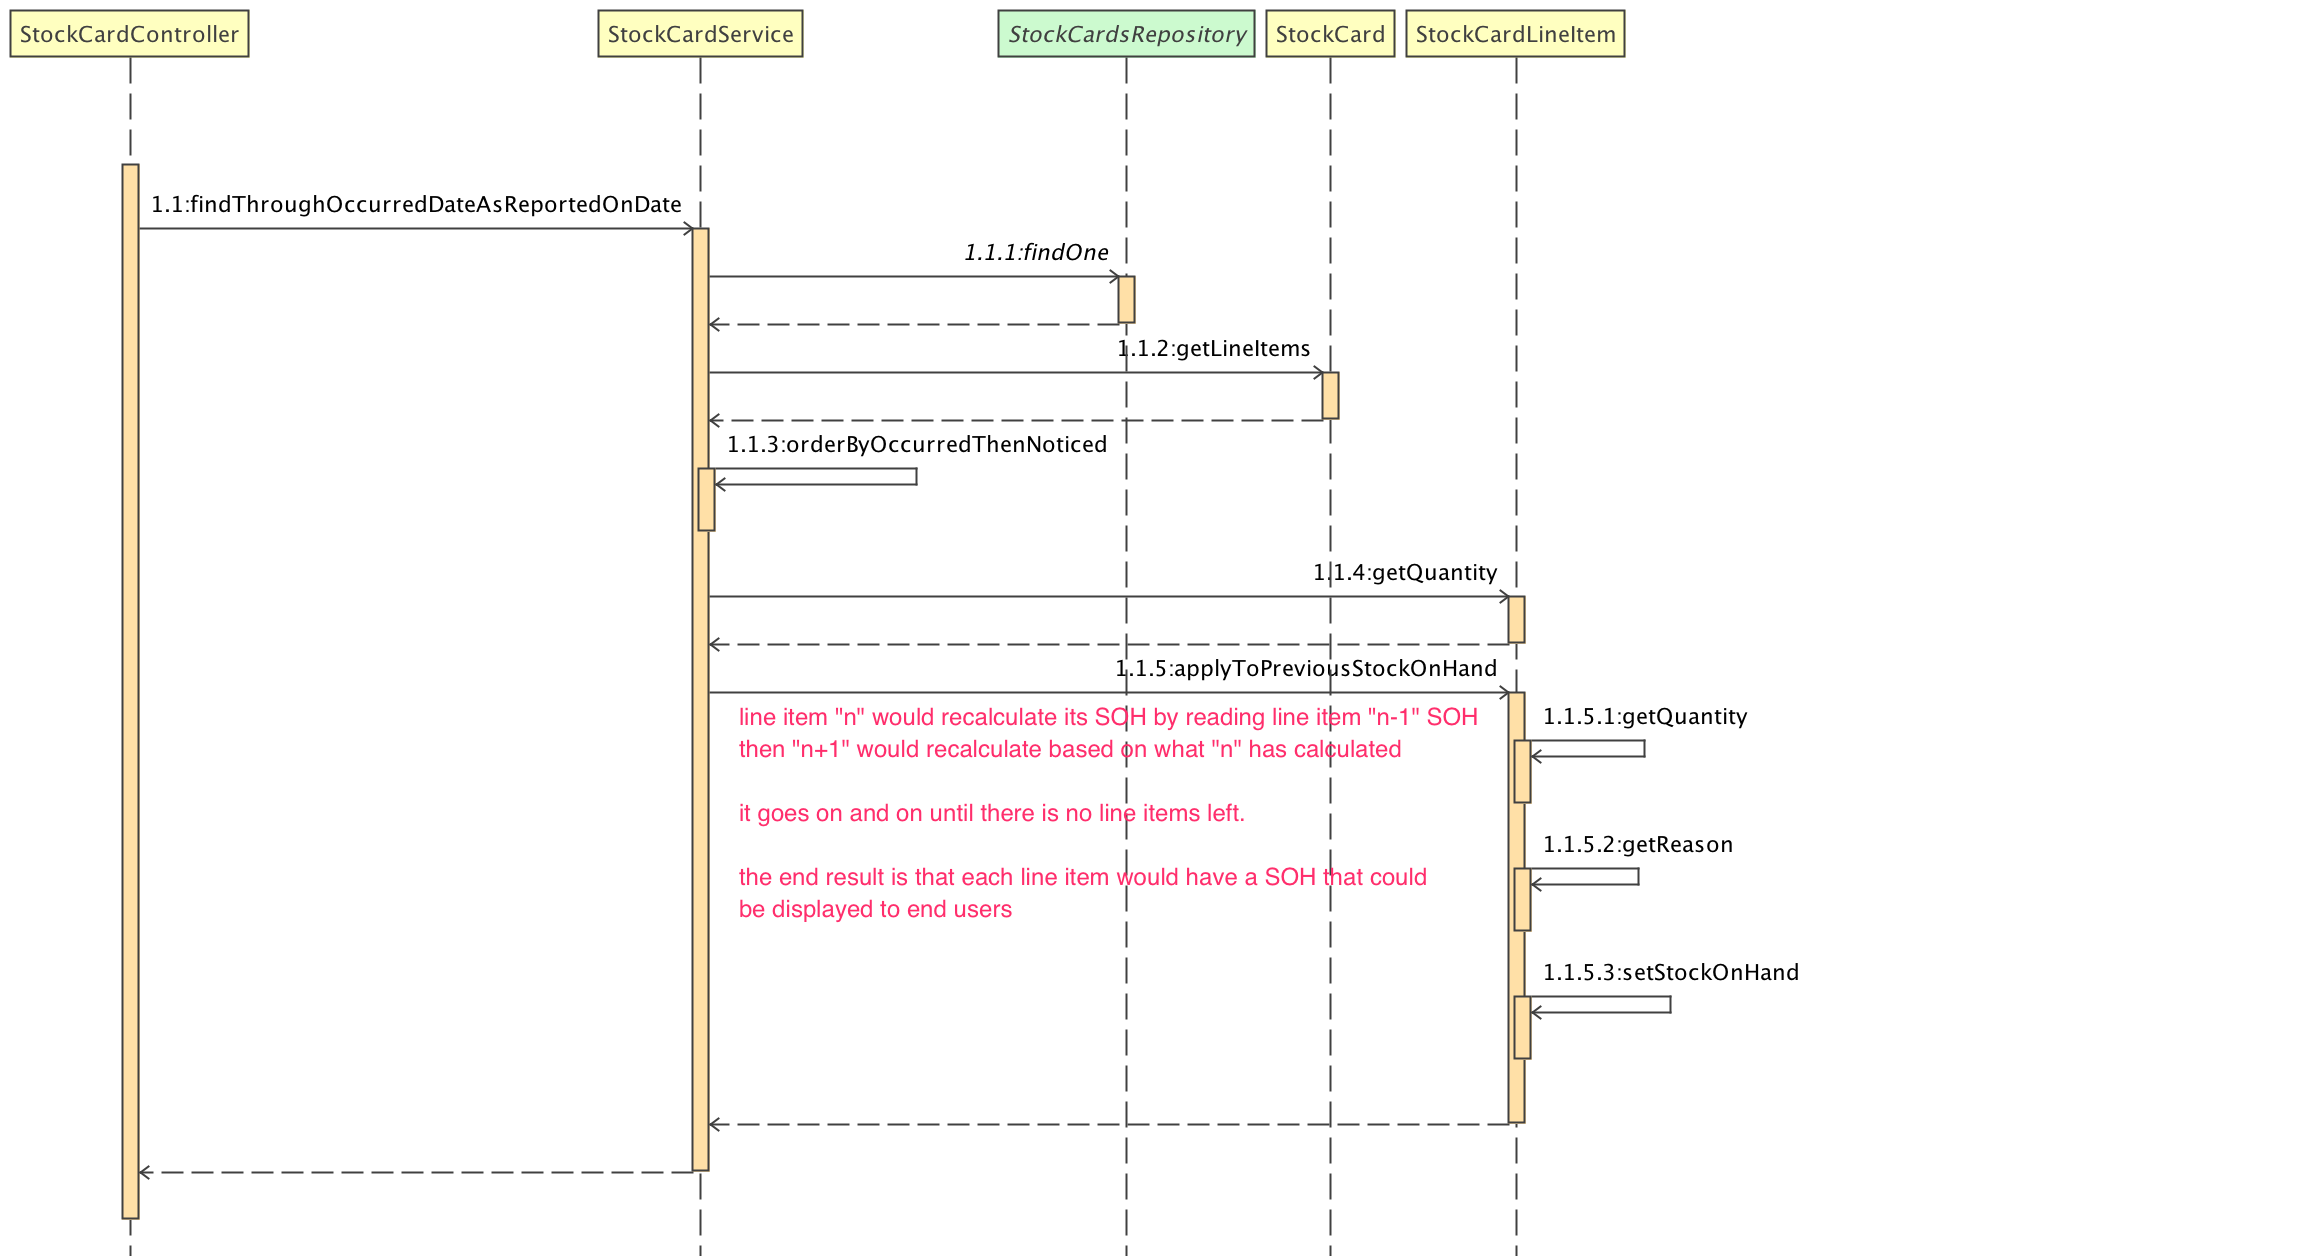 StockCardController
StockCardService
StockCardsRepository
StockCard
StockCardLineItem
1.1:findThroughOccurredDateAsReportedOnDate
1.1.1:findOne
1.1.2:getLineItems
1.1.3:orderByOccurredThenNoticed
1.1.4:getQuantity
1.1.5:applyToPreviousStockOnHand
line item "n" would recalculate its SOH by reading line item "n-1" SOH
then "n+1" would recalculate based on what "n" has calculated
it goes on and on until there is no line items left.
the end result is that each line item would have a SOH that could
be displayed to end users
1.1.5.1:getQuantity
1.1.5.2:getReason
1.1.5.3:setStockOnHand